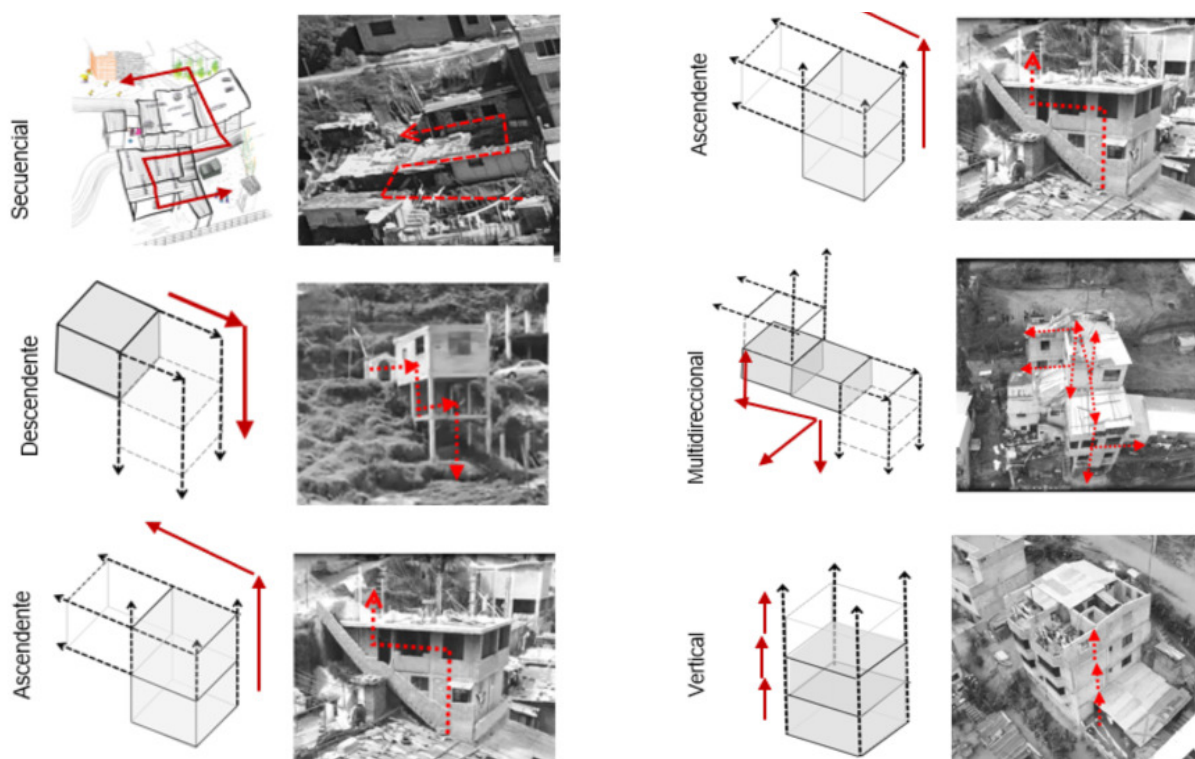 Secuencial
Descendente
Ascendente
Ascendente
Multidireccional
Vertical